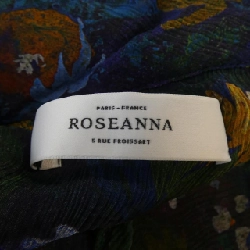 PARIS - FRANCE
ROSEANNA
5 RUE FROISSART